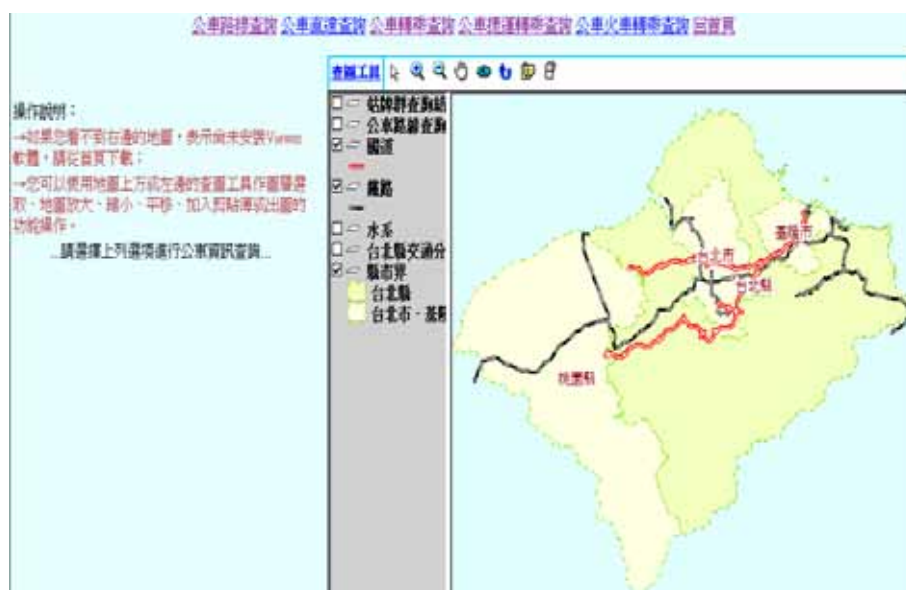 公車路線查詢 公車直達查詢 公車轉乘查詢 公車捷運轉乘查詢 公車火車轉乘查詢 回首頁
查圖工具
操作說明：
→如果您看不到右邊的地圖，表示尚未安裝
軟體，請從首頁下載；
→您可以使用地圖上方或左邊的查圖工具作圖層選
取、地圖放大、縮小、平移、加入剪貼簿或出圖的
功能操作。
...請選擇上列選項進行公車資訊查詢...
站牌群查詢結
公車路線查詢
國道
鐵路
水系
台北縣交通分
縣市界
台北縣
台北市、基隆
基隆市
台北市
台北縣
桃園縣